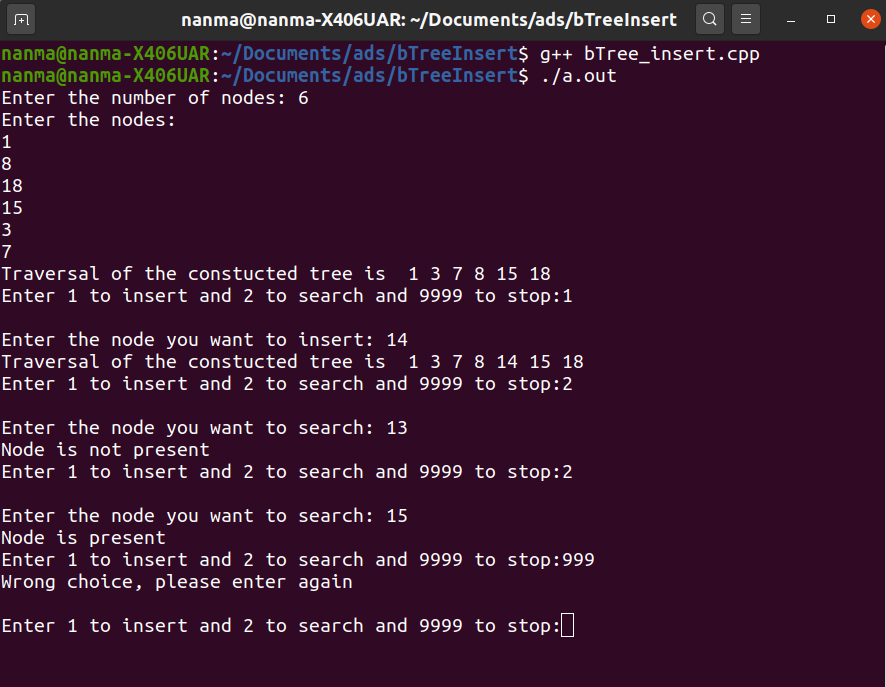 nanma@nanma-X406UAR: ~/Documents/ads/bTreeInsert
nanma@nanma-X406UAR:~/Documents/ads/bTreeInsert$ g++ bTree_insert.cpp
nanma@nanma-X406UAR:~/Documents/ads/bTreeInsert$ ./a.out
Enter the number of nodes: 6
Enter the nodes:
1
8
18
15
3
7
Traversal of the constucted tree is  1 3 7 8 15 18
Enter 1 to insert and 2 to search and 9999 to stop:1
Enter the node you want to insert: 14
Traversal of the constucted tree is  1 3 7 8 14 15 18
Enter 1 to insert and 2 to search and 9999 to stop:2
Enter the node you want to search: 13
Node is not present
Enter 1 to insert and 2 to search and 9999 to stop:2
Enter the node you want to search: 15
Node is present
Enter 1 to insert and 2 to search and 9999 to stop:999
Wrong choice, please enter again
Enter 1 to insert and 2 to search and 9999 to stop: